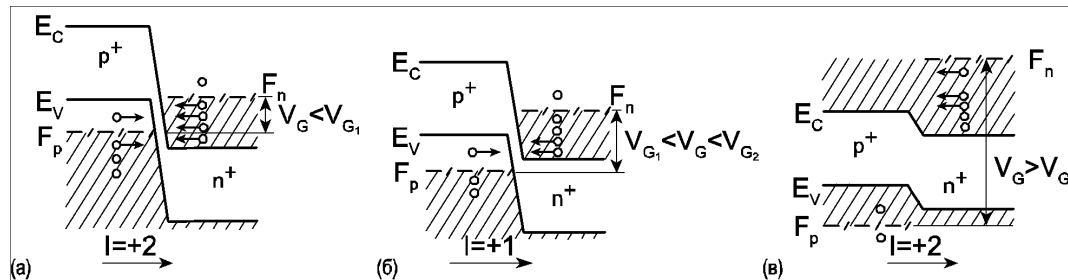 E_C
p⁺
E_V
F_p
F_n
V_G<V_G₁
n⁺
I=+2
(а)
E_C
p⁺
E_V
F_p
F_n
V_G₁<V_G<V_G₂
n⁺
I=+1
(б)
F_n
E_C
p⁺
V_G>V_G
E_V
n⁺
F_p
I=+2
(в)